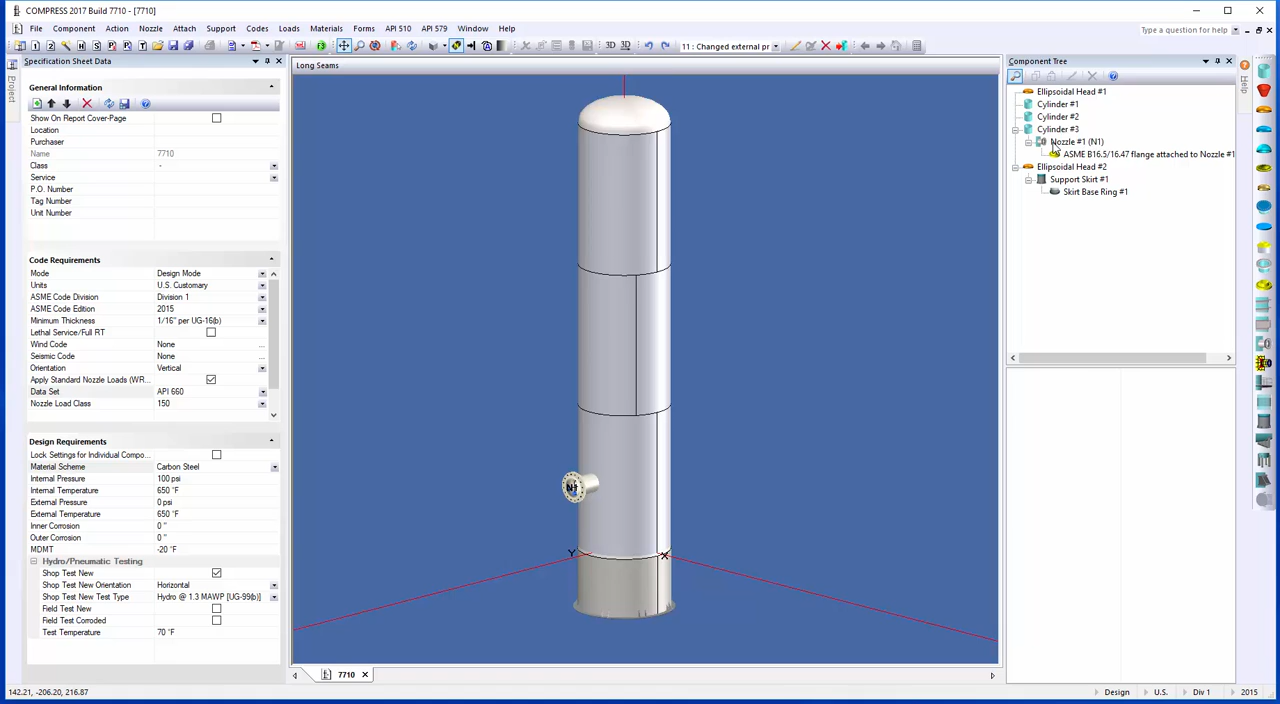 COMPRESS 2017 Build 7710 - [7710]
File Component Action Nozzle Attach Support Codes Loads Materials Forms API 510 API 579 Window Help
Type a question for help
11 : Changed external pr
Project
Specification Sheet Data
General Information
Show On Report Cover-Page
Location
Purchaser
Name 7710
Class -
Service
P.O. Number
Tag Number
Unit Number
Code Requirements
Mode Design Mode
Units U.S. Customary
ASME Code Division Division 1
ASME Code Edition 2015
Minimum Thickness 1/16" per UG-16(b)
Lethal Service/Full RT
Wind Code None ...
Seismic Code None ...
Orientation Vertical
Apply Standard Nozzle Loads (WR...
Data Set API 660
Nozzle Load Class 150
Design Requirements
Lock Settings for Individual Compo...
Material Scheme Carbon Steel
Internal Pressure 100 psi
Internal Temperature 650 °F
External Pressure 0 psi
External Temperature 650 °F
Inner Corrosion 0 "
Outer Corrosion 0 "
MDMT -20 °F
Hydro/Pneumatic Testing
Shop Test New
Shop Test New Orientation Horizontal
Shop Test New Test Type Hydro @ 1.3 MAWP [UG-99(b)]
Field Test New
Field Test Corroded
Test Temperature 70 °F
Long Seams
Y
X
7710
Component Tree
Ellipsoidal Head #1
Cylinder #1
Cylinder #2
Cylinder #3
Nozzle #1 (N1)
ASME B16.5/16.47 flange attached to Nozzle #1
Ellipsoidal Head #2
Support Skirt #1
Skirt Base Ring #1
Help
142.21, -206.20, 216.87
Design U.S. Div 1 2015